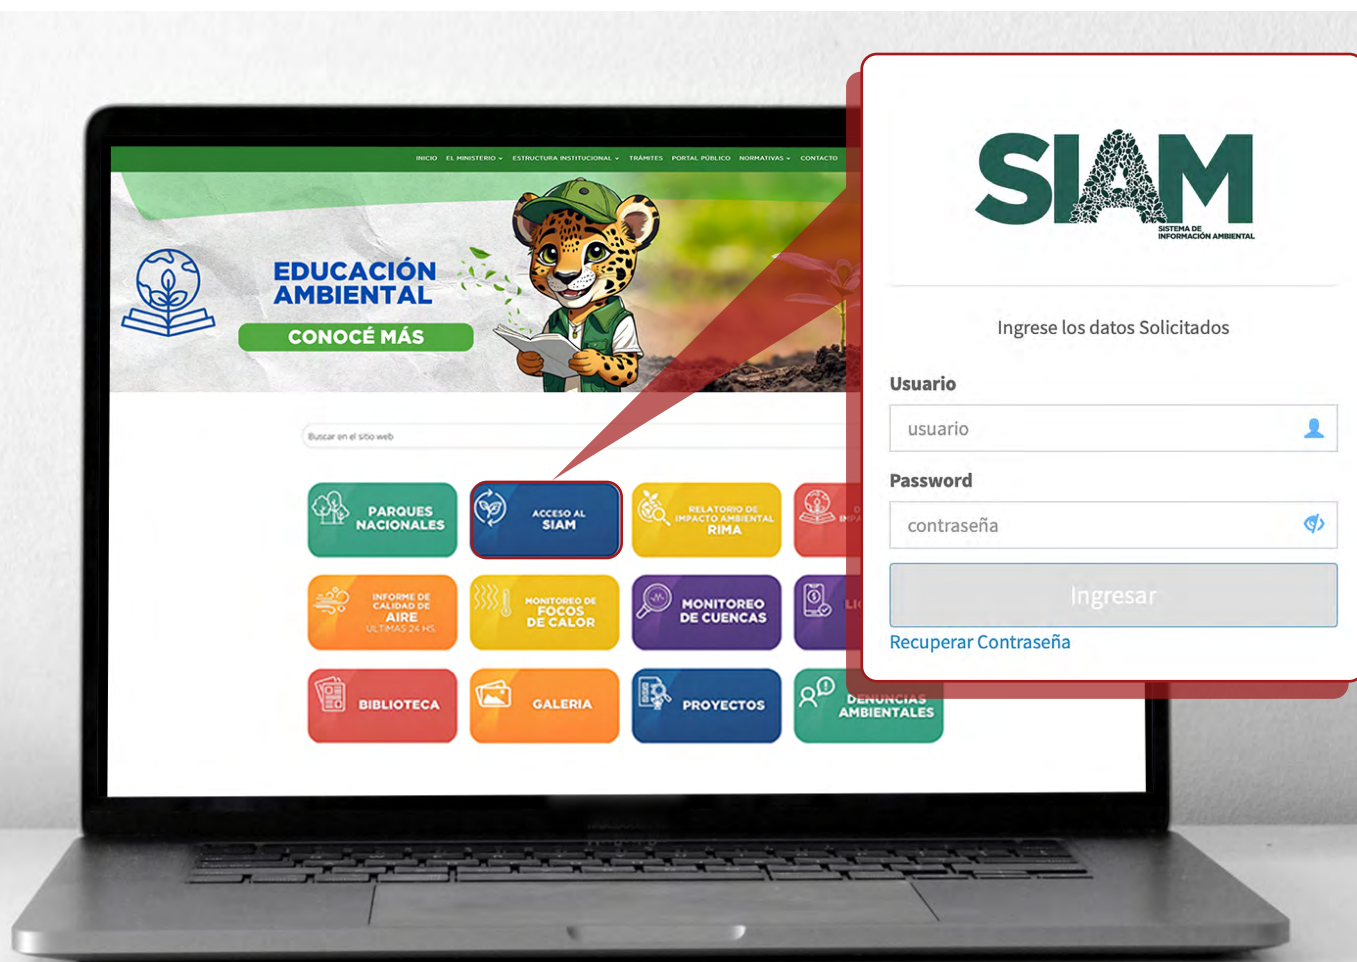 INICIO EL MINISTERIO ESTRUCTURA INSTITUCIONAL TRÁMITES PORTAL PÚBLICO NORMATIVAS CONTACTO
EDUCACIÓN
AMBIENTAL
CONOCÉ MÁS
Buscar en el sitio web
PARQUES
NACIONALES
ACCESO AL
SIAM
RELATORIO DE
IMPACTO AMBIENTAL
RIMA
INFORME DE
CALIDAD DE
AIRE
ULTIMAS 24 HS.
MONITOREO DE
FOCOS
DE CALOR
MONITOREO
DE CUENCAS
BIBLIOTECA
GALERIA
PROYECTOS
DENUNCIAS
AMBIENTALES
SIAM
SISTEMA DE
INFORMACIÓN AMBIENTAL
Ingrese los datos Solicitados
Usuario
usuario
Password
contraseña
Ingresar
Recuperar Contraseña